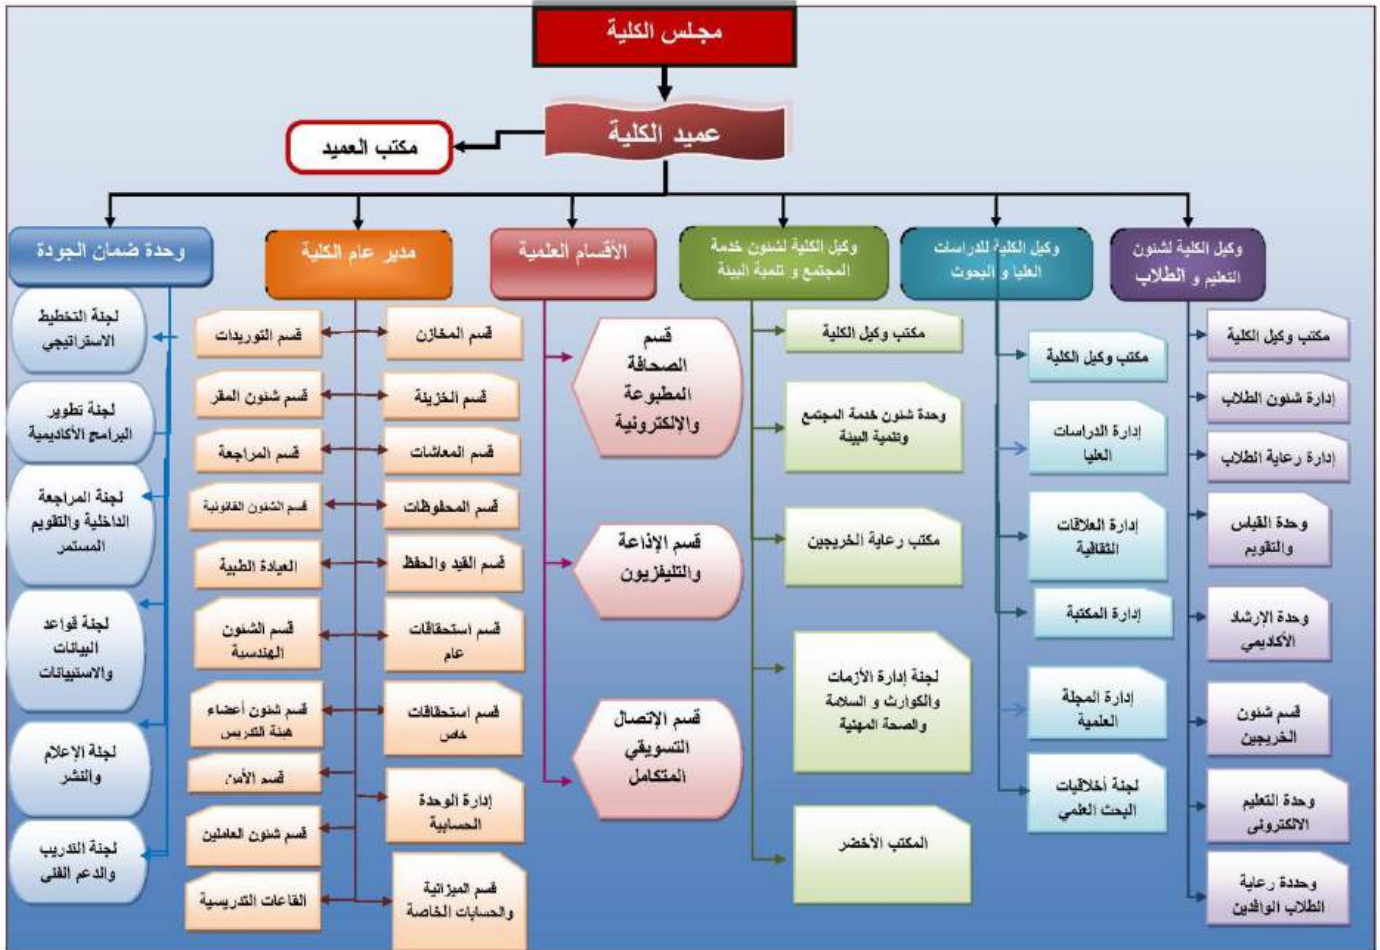 مجلس الكلية
عميد الكلية
مكتب العميد
وكيل الكلية لشئون
التعليم و الطلاب
مكتب وكيل الكلية
إدارة شئون الطلاب
إدارة رعاية الطلاب
وحدة القياس
والتقويم
وحدة الإرشاد
الأكاديمي
قسم شئون
الخريجين
وحدة التعليم
الالكترونى
وحددة رعاية
الطلاب الوافدين
وكيل الكلية للدراسات
العليا و البحوث
مكتب وكيل الكلية
إدارة الدراسات
العليا
إدارة العلاقات
الثقافية
إدارة المكتبة
إدارة المجلة
العلمية
لجنة أخلاقيات
البحث العلمي
وكيل الكلية لشئون خدمة
المجتمع و تنمية البيئة
مكتب وكيل الكلية
وحدة شئون خدمة المجتمع
وتنمية البيئة
مكتب رعاية الخريجين
لجنة إدارة الأزمات
والكوارث و السلامة
والصحة المهنية
المكتب الأخضر
الأقسام العلمية
قسم
الصحافة
المطبوعة
والإلكترونية
قسم الإذاعة
والتليفزيون
قسم الإتصال
التسويقي
المتكامل
مدير عام الكلية
قسم المخازن
قسم الخزينة
قسم المعاشات
قسم المحفوظات
قسم القيد والحفظ
قسم استحقاقات
عام
قسم استحقاقات
خاص
إدارة الوحدة
الحسابية
قسم الميزانية
والحسابات الخاصة
قسم التوريدات
قسم شئون المقر
قسم المراجعة
قسم الشئون القانونية
العيادة الطبية
قسم الشئون
الهندسية
قسم شئون أعضاء
هيئة التدريس
قسم الأمن
قسم شئون العاملين
القاعات التدريسية
وحدة ضمان الجودة
لجنة التخطيط
الاستراتيجي
لجنة تطوير
البرامج الأكاديمية
لجنة المراجعة
الداخلية والتقويم
المستمر
لجنة قواعد
البيانات
والاستبيانات
لجنة الإعلام
والنشر
لجنة التدريب
والدعم الفنى